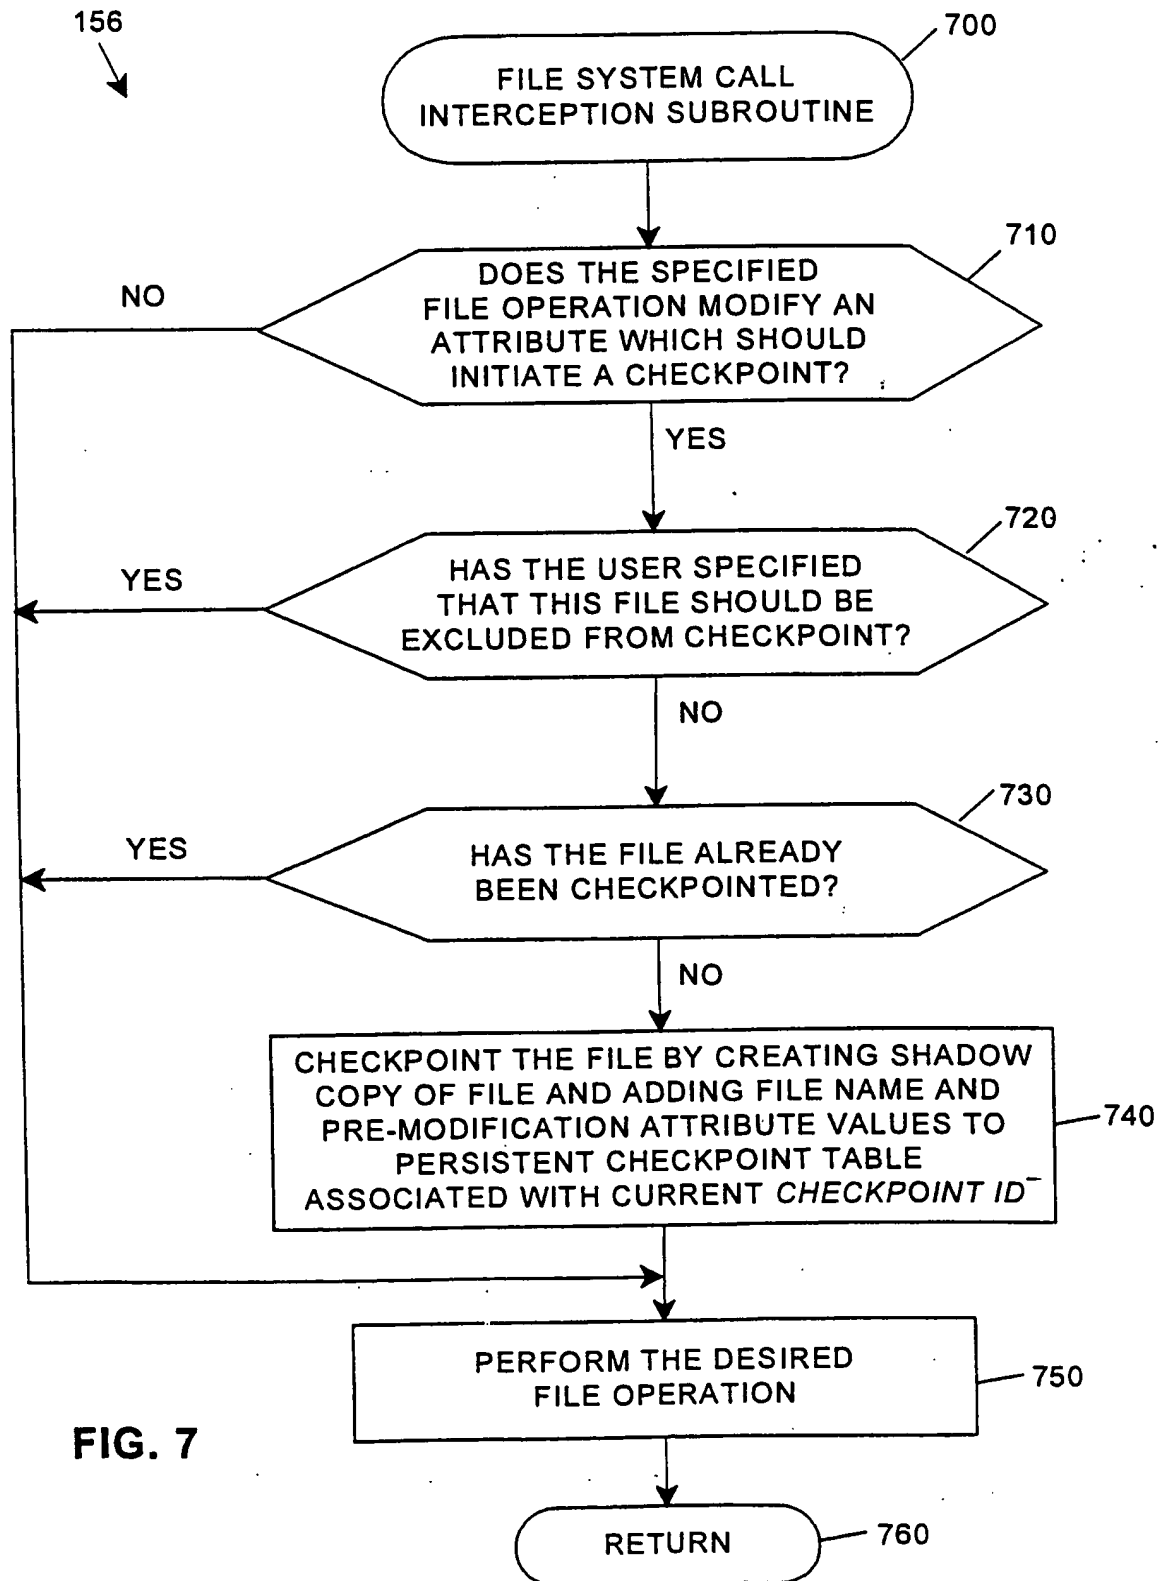 156
700
FILE SYSTEM CALL
INTERCEPTION SUBROUTINE
710
DOES THE SPECIFIED
FILE OPERATION MODIFY AN
ATTRIBUTE WHICH SHOULD
INITIATE A CHECKPOINT?
NO
YES
720
HAS THE USER SPECIFIED
THAT THIS FILE SHOULD BE
EXCLUDED FROM CHECKPOINT?
YES
NO
730
HAS THE FILE ALREADY
BEEN CHECKPOINTED?
YES
NO
CHECKPOINT THE FILE BY CREATING SHADOW
COPY OF FILE AND ADDING FILE NAME AND
PRE-MODIFICATION ATTRIBUTE VALUES TO
PERSISTENT CHECKPOINT TABLE
ASSOCIATED WITH CURRENT CHECKPOINT ID
740
PERFORM THE DESIRED
FILE OPERATION
750
FIG. 7
RETURN
760